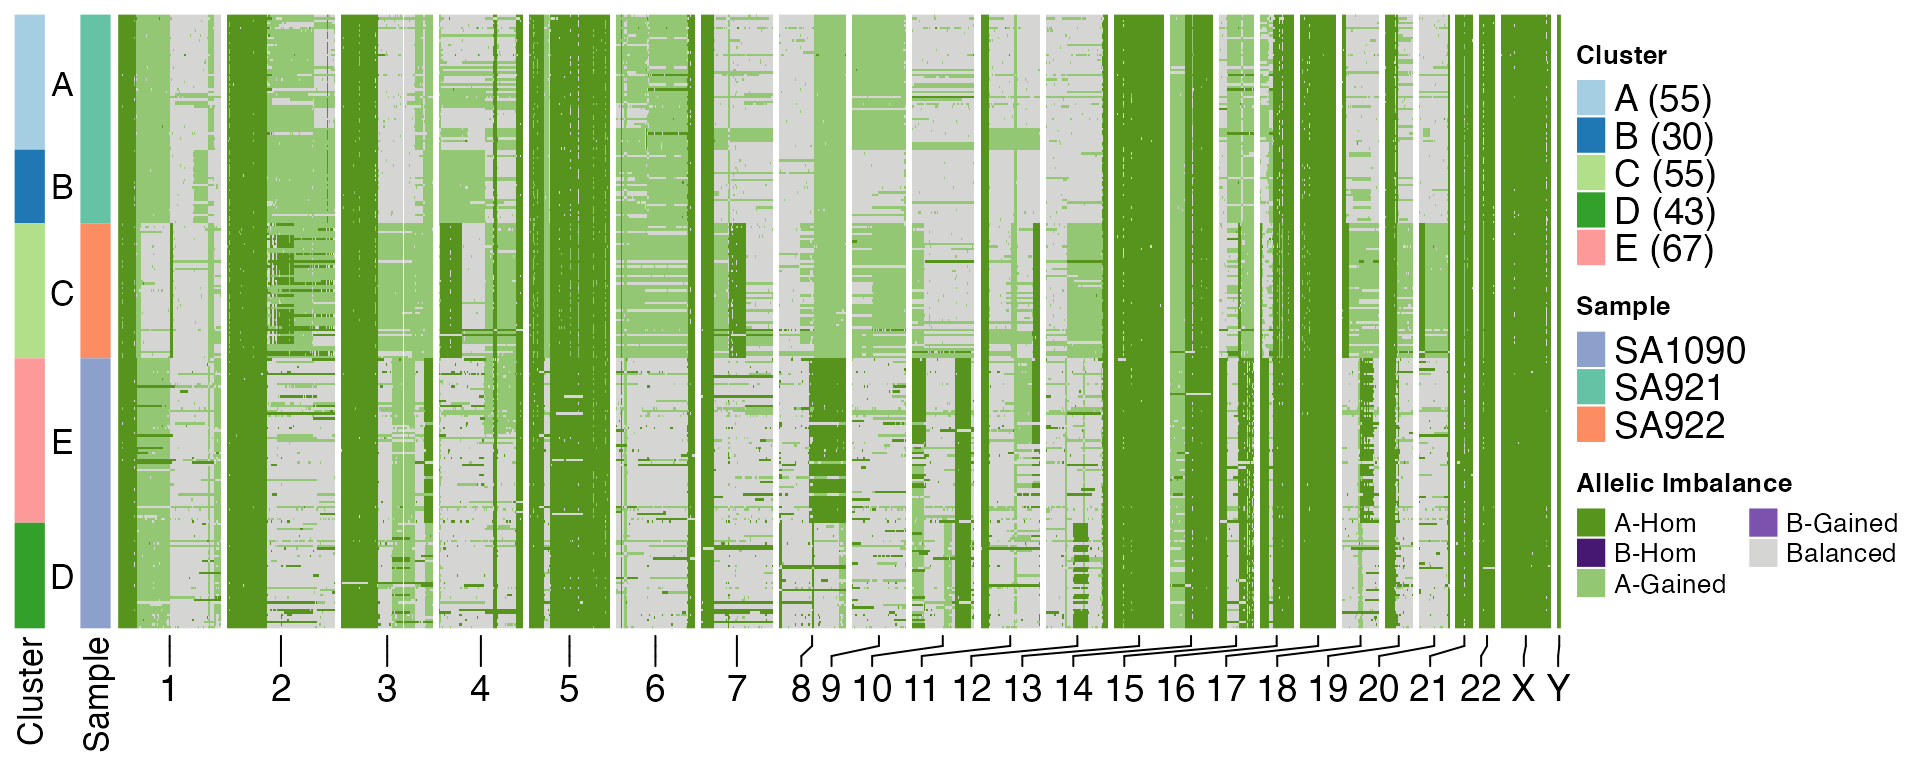 A
B
C
E
D
Cluster
Sample
1 2 3 4 5 6 7 8 9 10 11 12 13 14 15 16 17 18 19 20 21 22 X Y
Cluster
A (55)
B (30)
C (55)
D (43)
E (67)
Sample
SA1090
SA921
SA922
Allelic Imbalance
A-Hom
B-Hom
A-Gained
B-Gained
Balanced